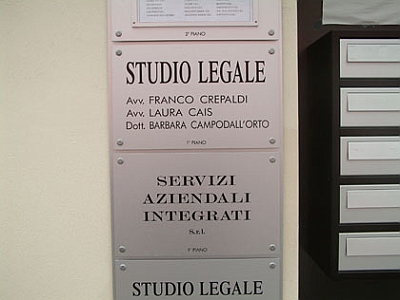 2° PIANO
STUDIO LEGALE
Avv. FRANCO CREPALDI
Avv. LAURA CAIS
Dott. BARBARA CAMPODALL'ORTO
1° PIANO
SERVIZI
AZIENDALI
INTEGRATI
S.r.l.
1° PIANO
STUDIO LEGALE